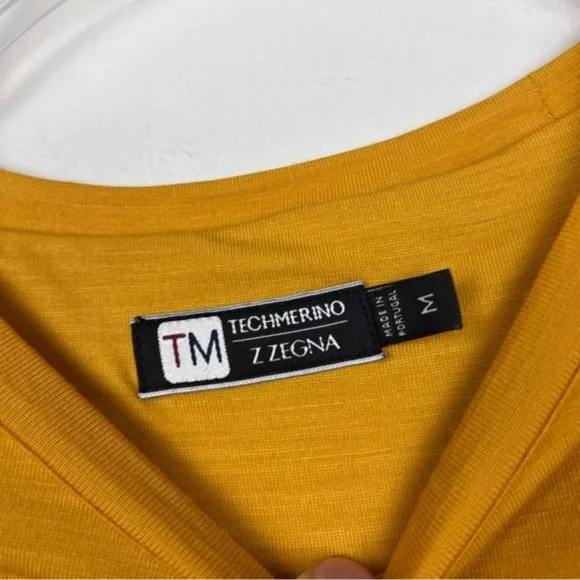 TM
TECHMERINO
Z ZEGNA
MADE IN
PORTUGAL
M